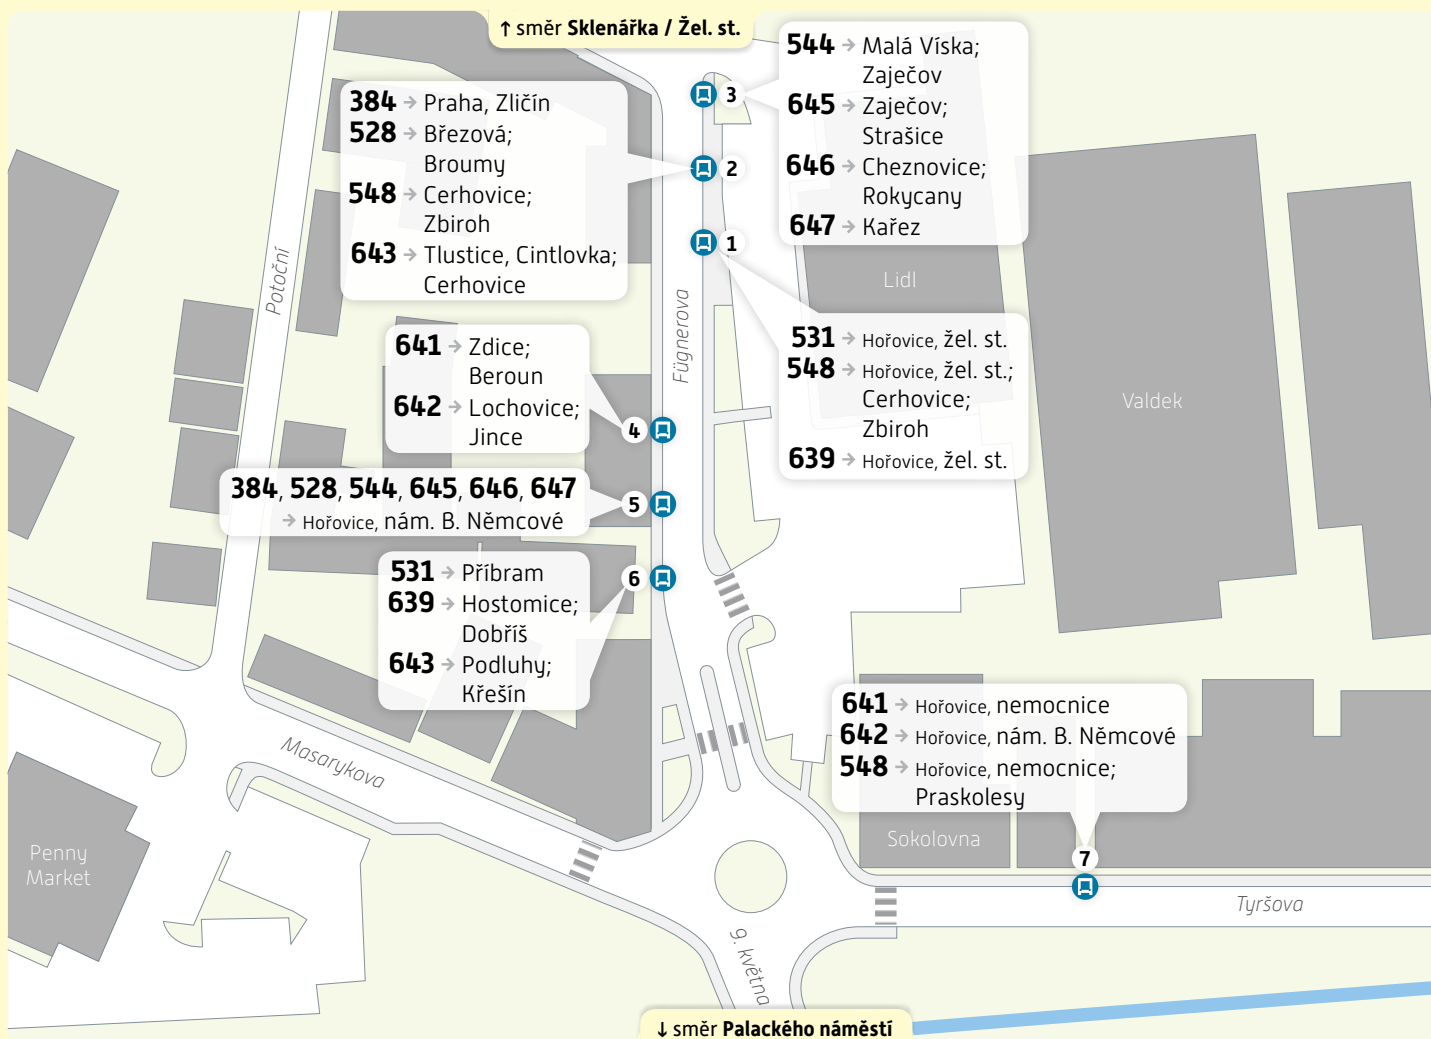 ↑ směr Sklenářka / Žel. st.
384 → Praha, Zličín
528 → Březová;
Broumy
548 → Cerhovice;
Zbiroh
643 → Tlustice, Cintlovka;
Cerhovice
544 → Malá Víska;
Zaječov
645 → Zaječov;
Strašice
646 → Cheznovice;
Rokycany
647 → Kařez
3
2
1
Lidl
Potoční
Fügnerova
531 → Hořovice, žel. st.
548 → Hořovice, žel. st.;
Cerhovice;
Zbiroh
639 → Hořovice, žel. st.
Valdek
641 → Zdice;
Beroun
642 → Lochovice;
Jince
4
384, 528, 544, 645, 646, 647
→ Hořovice, nám. B. Němcové
5
531 → Příbram
639 → Hostomice;
Dobříš
643 → Podluhy;
Křešín
6
641 → Hořovice, nemocnice
642 → Hořovice, nám. B. Němcové
548 → Hořovice, nemocnice;
Praskolesy
7
Masarykova
Sokolovna
Penny
Market
Tyršova
9. května
↓ směr Palackého náměstí